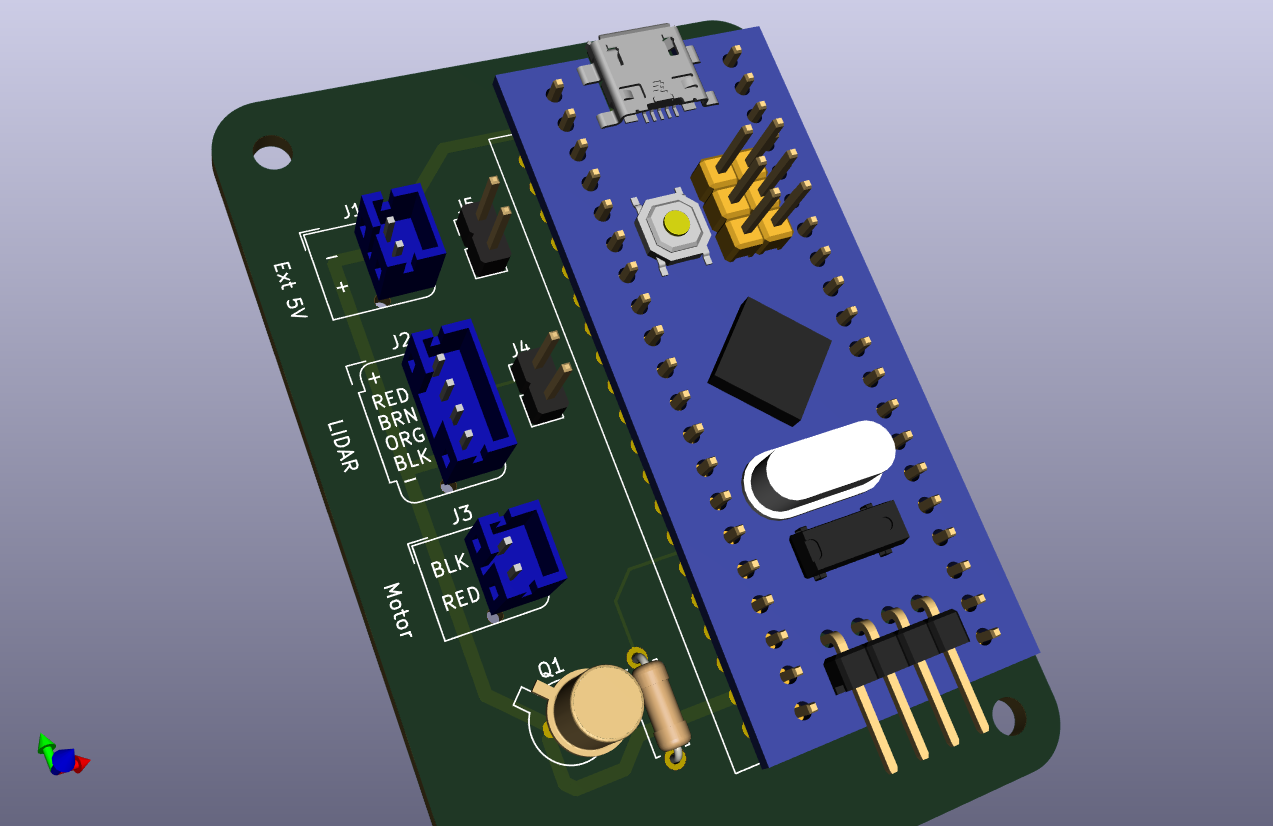 J1
J5
−
+
Ext 5V
J2
J4
+
RED
BRN
ORG
BLK
−
LIDAR
J3
BLK
RED
Motor
Q1